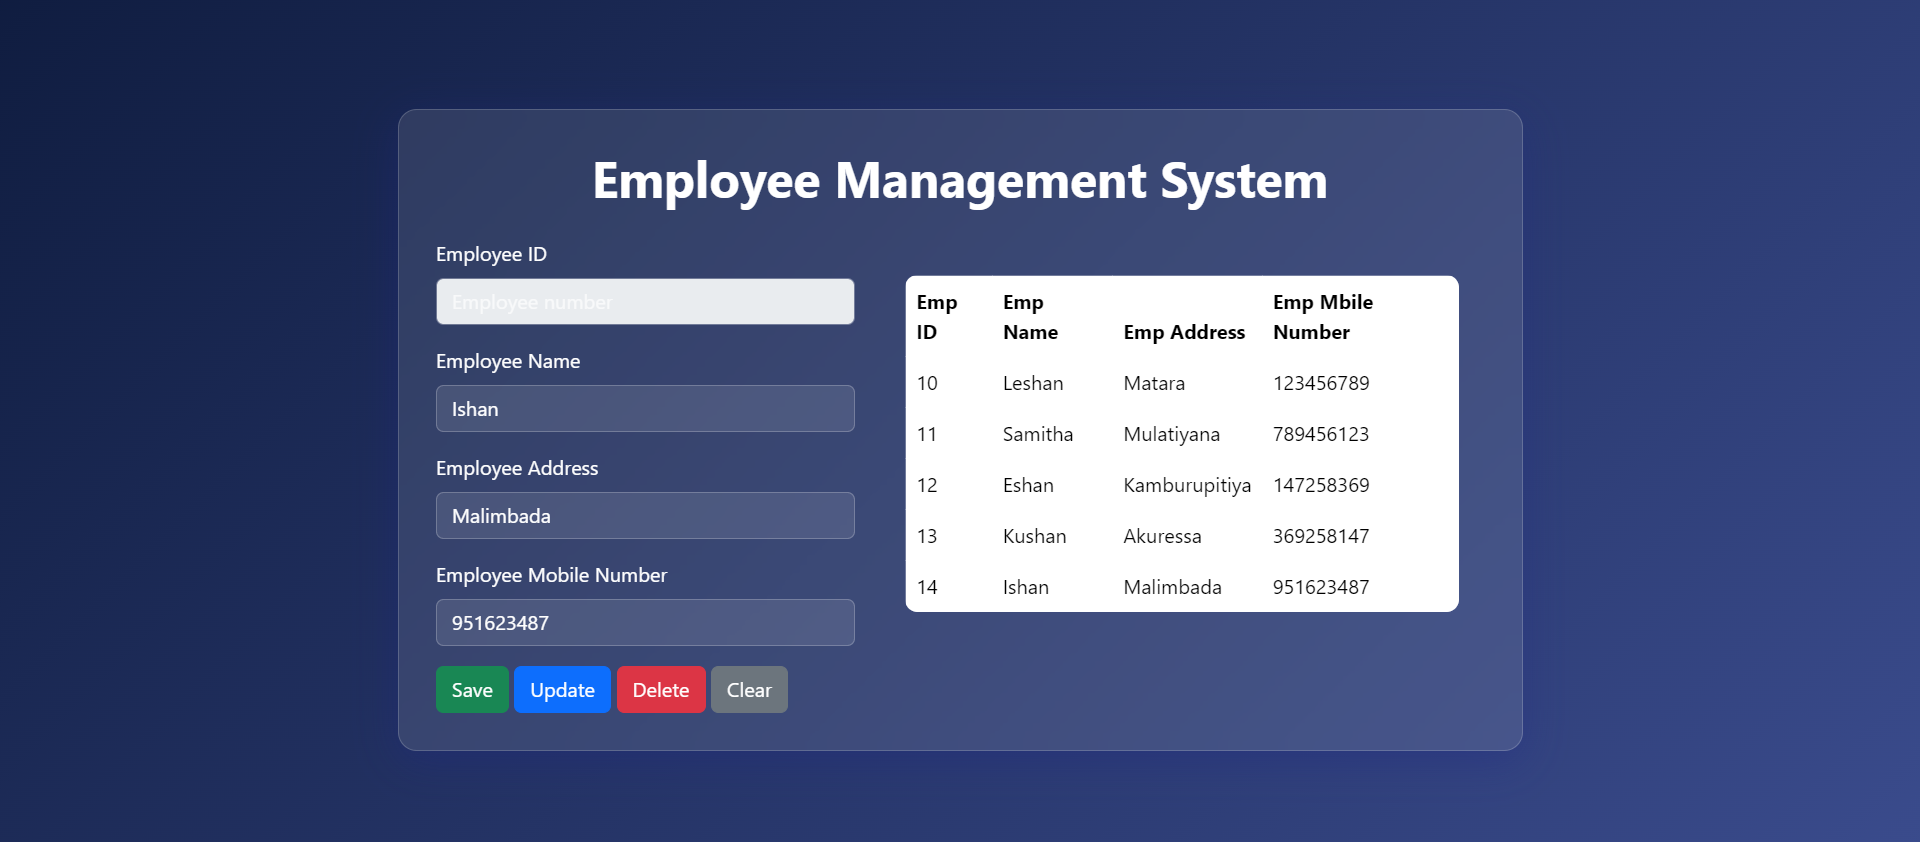 Employee Management System
Employee ID
Employee number
Employee Name
Ishan
Employee Address
Malimbada
Employee Mobile Number
951623487
Save Update Delete Clear
Emp ID Emp Name Emp Address Emp Mbile Number
10 Leshan Matara 123456789
11 Samitha Mulatiyana 789456123
12 Eshan Kamburupitiya 147258369
13 Kushan Akuressa 369258147
14 Ishan Malimbada 951623487